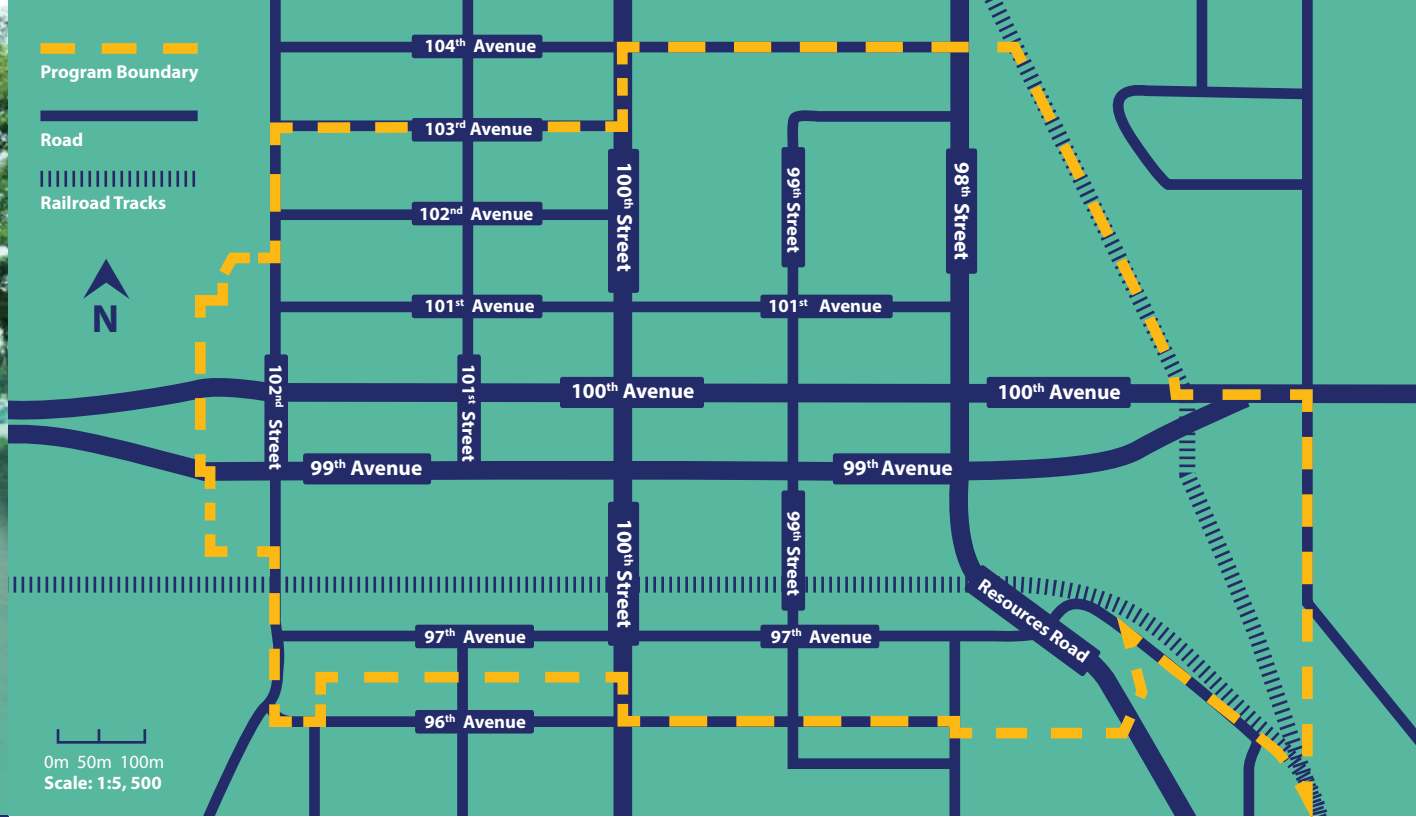 Program Boundary
Road
Railroad Tracks
N
0m 50m 100m
Scale: 1:5, 500
104th Avenue
103rd Avenue
102nd Avenue
101st Avenue
101st Avenue
100th Avenue
100th Avenue
99th Avenue
99th Avenue
97th Avenue
97th Avenue
96th Avenue
102nd Street
101st Street
100th Street
100th Street
99th Street
99th Street
98th Street
Resources Road